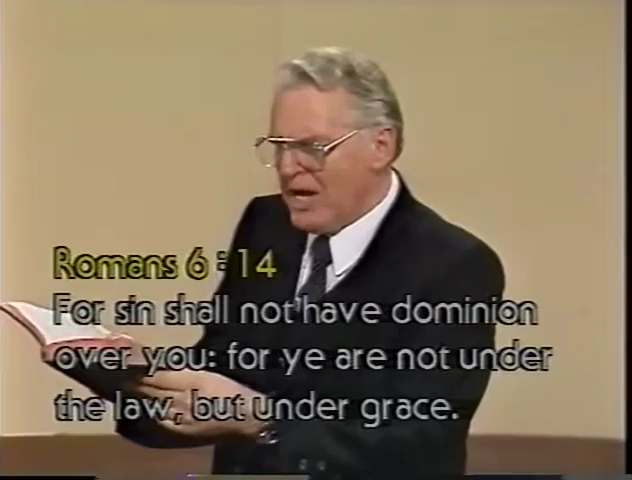 Romans 6:14
For sin shall not have dominion
over you: for ye are not under
the law, but under grace.